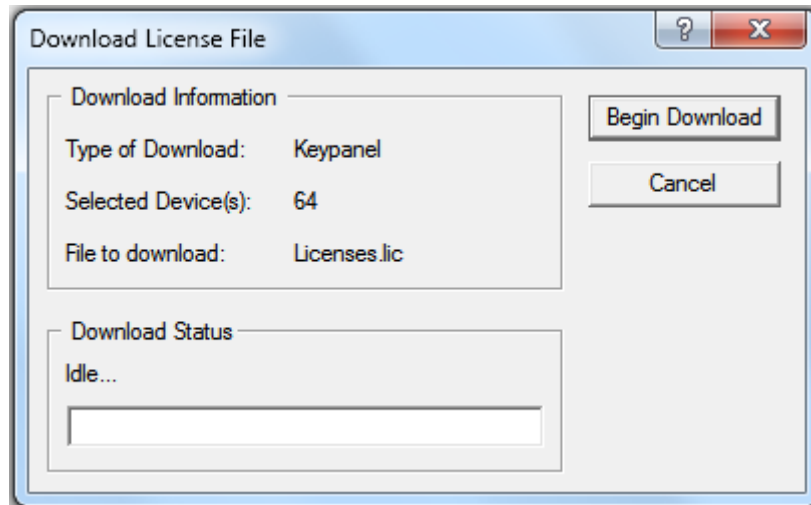 Download License File
Download Information
Type of Download: Keypanel
Selected Device(s): 64
File to download: Licenses.lic
Begin Download
Cancel
Download Status
Idle...